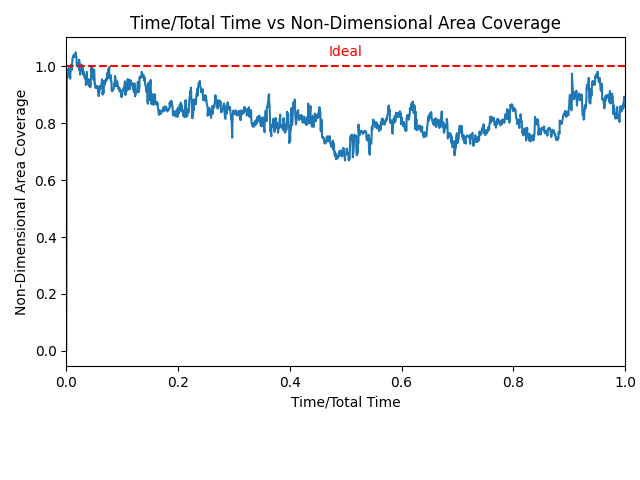 Time/Total Time vs Non-Dimensional Area Coverage
Ideal
1.0
0.8
0.6
0.4
0.2
0.0
Non-Dimensional Area Coverage
0.0 0.2 0.4 0.6 0.8 1.0
Time/Total Time